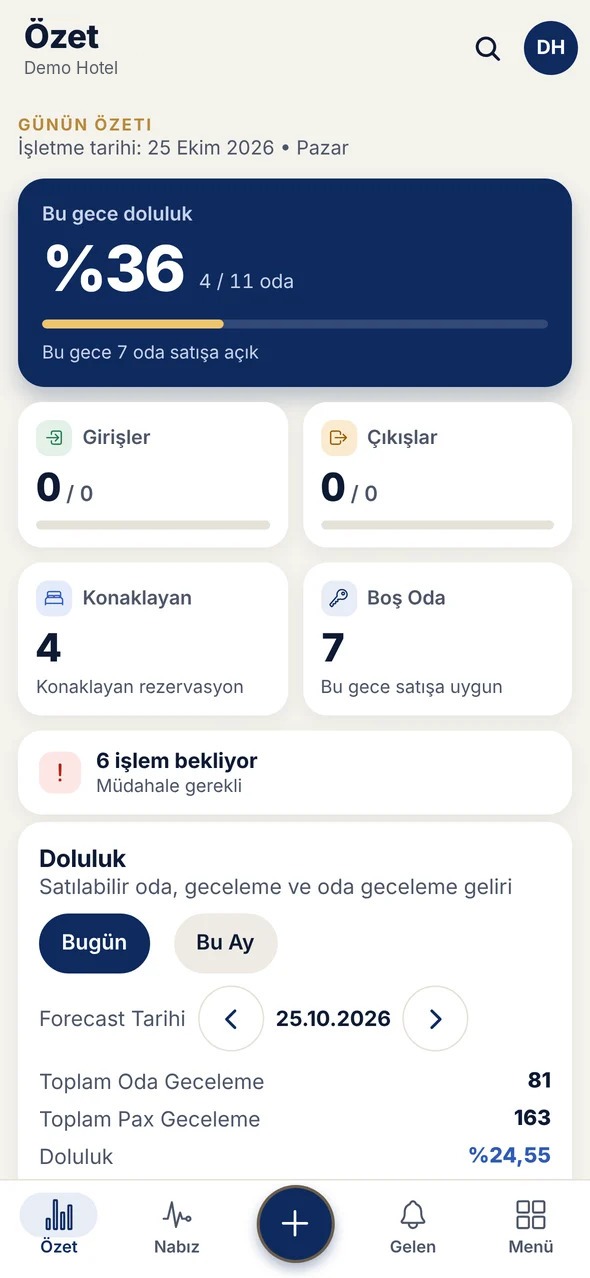 Özet
Demo Hotel
DH
GÜNÜN ÖZETI
İşletme tarihi: 25 Ekim 2026 • Pazar
Bu gece doluluk
%36 4 / 11 oda
Bu gece 7 oda satışa açık
Girişler
0 / 0
Çıkışlar
0 / 0
Konaklayan
4
Konaklayan rezervasyon
Boş Oda
7
Bu gece satışa uygun
!
6 işlem bekliyor
Müdahale gerekli
Doluluk
Satılabilir oda, geceleme ve oda geceleme geliri
Bugün
Bu Ay
Forecast Tarihi 25.10.2026
Toplam Oda Geceleme 81
Toplam Pax Geceleme 163
Doluluk %24,55
Özet
Nabız
Gelen
Menü